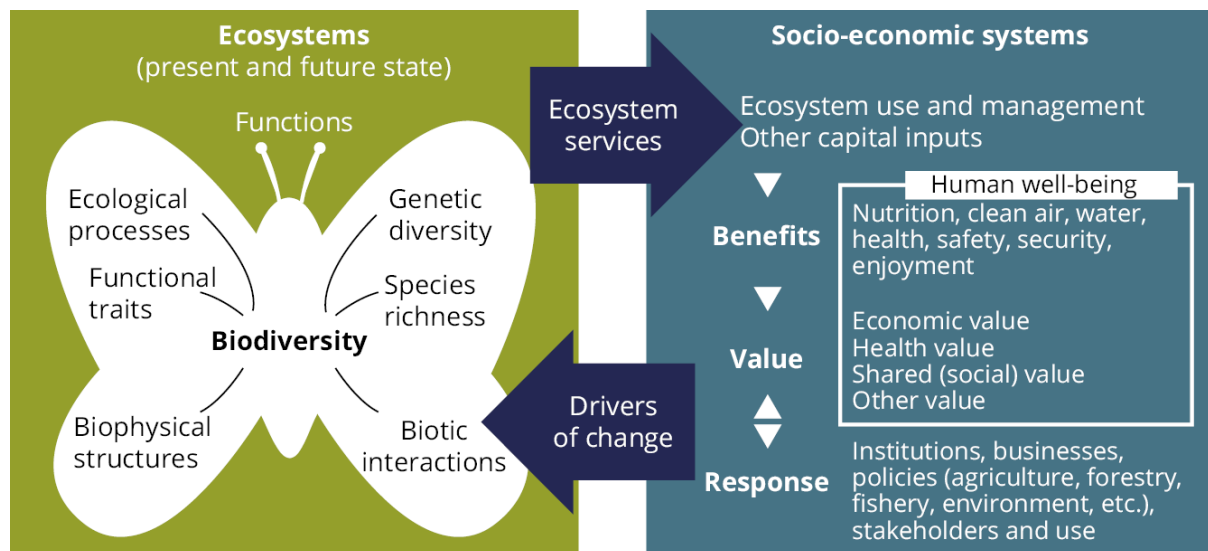 Ecosystems
(present and future state)
Functions
Ecological
processes
Genetic
diversity
Functional
traits
Species
richness
Biodiversity
Biophysical
structures
Biotic
interactions
Ecosystem
services
Drivers
of change
Socio-economic systems
Ecosystem use and management
Other capital inputs
Human well-being
Benefits
Nutrition, clean air, water,
health, safety, security,
enjoyment
Value
Economic value
Health value
Shared (social) value
Other value
Response
Institutions, businesses,
policies (agriculture, forestry,
fishery, environment, etc.),
stakeholders and use